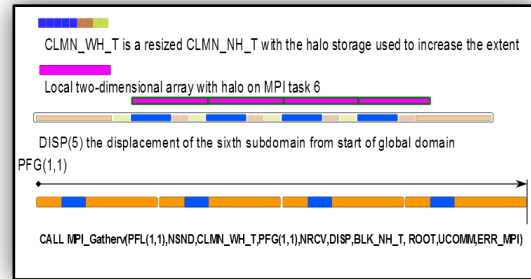 CLMN_WH_T is a resized CLMN_NH_T with the halo storage used to increase the extent
Local two-dimensional array with halo on MPI task 6
DISP(5) the displacement of the sixth subdomain from start of global domain
PFG(1,1)
CALL MPI_Gatherv(PFL(1,1),NSND,CLMN_WH_T,PFG(1,1),NRCV,DISP,BLK_NH_T, ROOT,UCOMM,ERR_MPI)